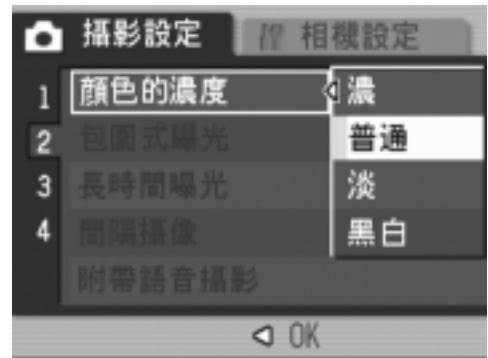 攝影設定 相機設定
1 顏色的濃度 濃
2 包圍式曝光 普通
3 長時間曝光 淡
4 間隔攝像 黑白
附帶語音攝影
OK